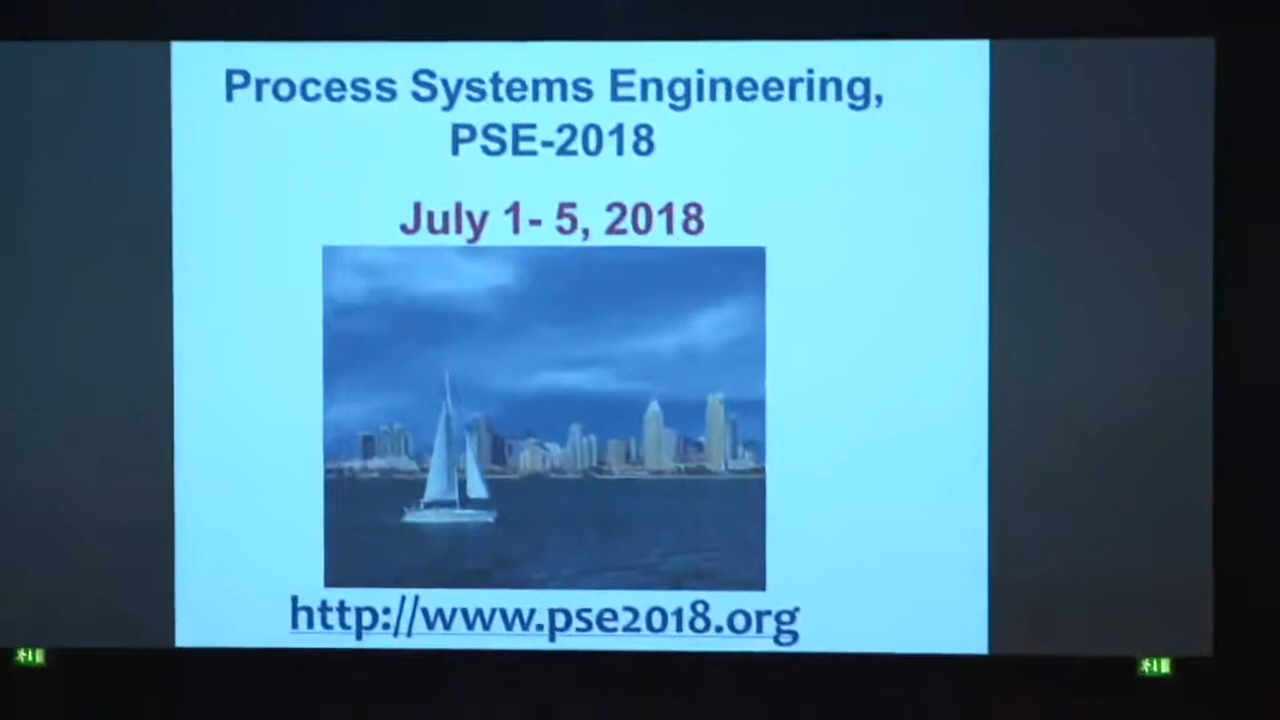 Process Systems Engineering,
PSE-2018
July 1- 5, 2018
http://www.pse2018.org